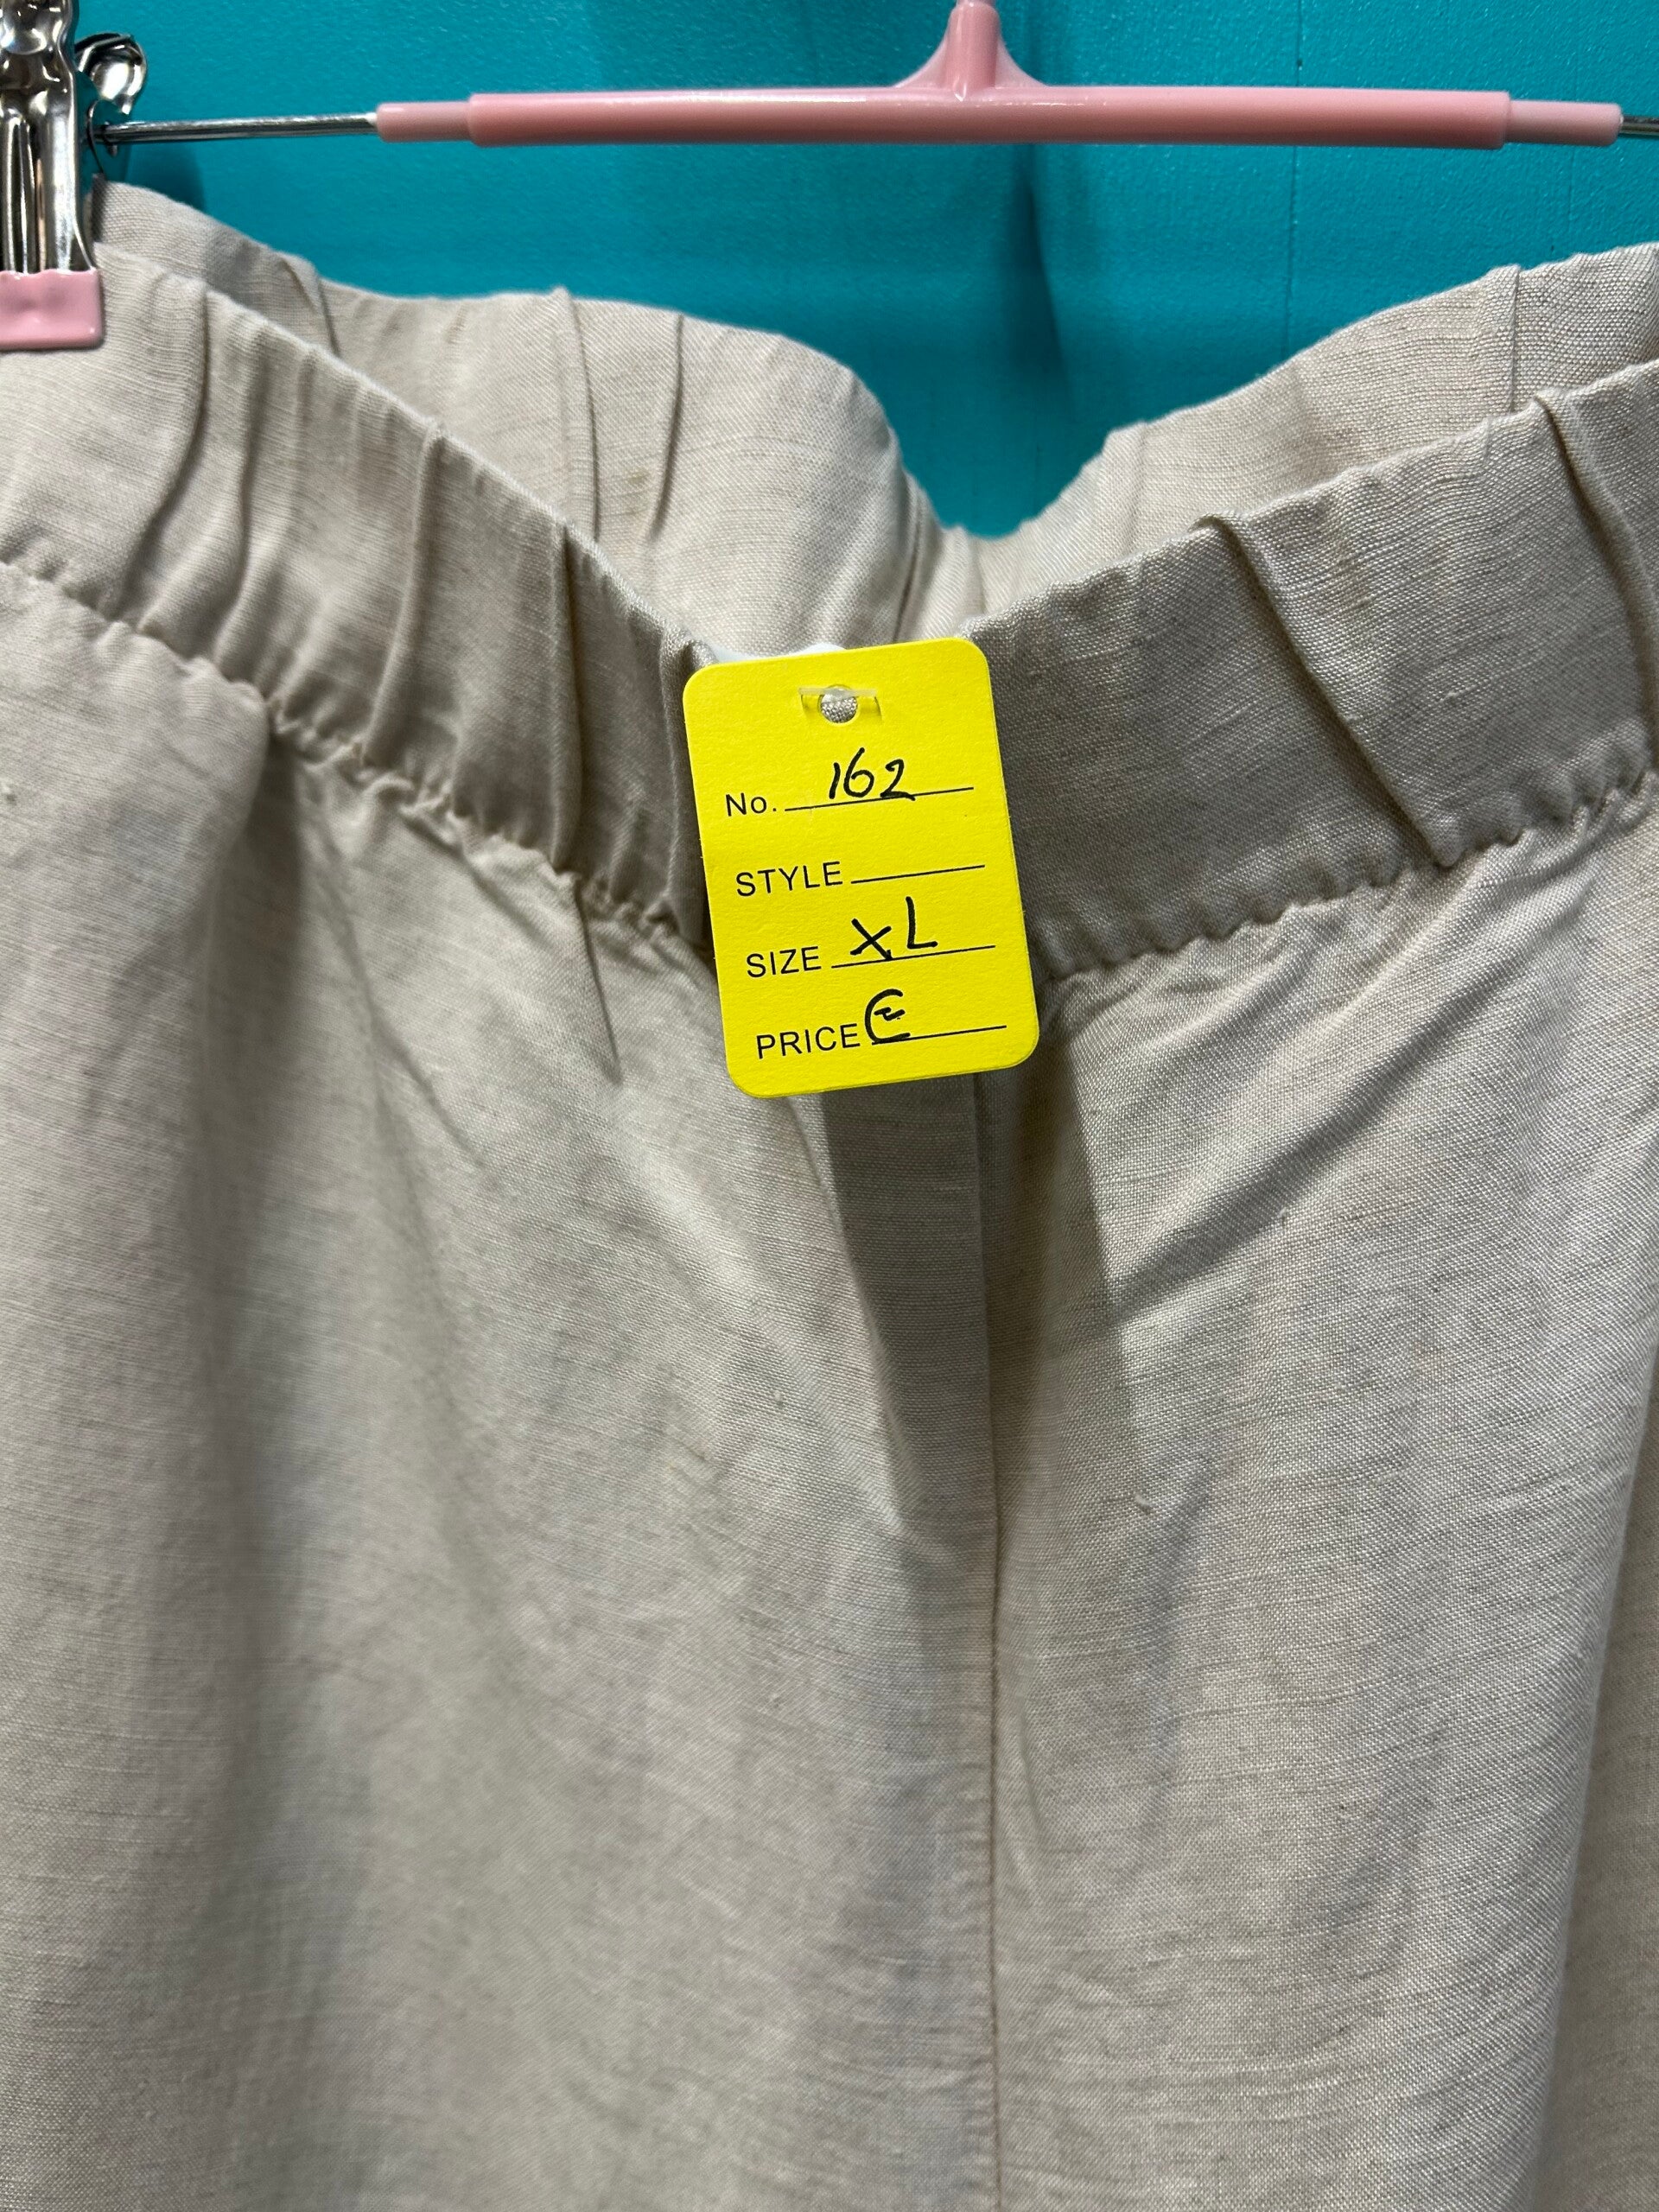 No. 162
STYLE
SIZE XL
PRICE